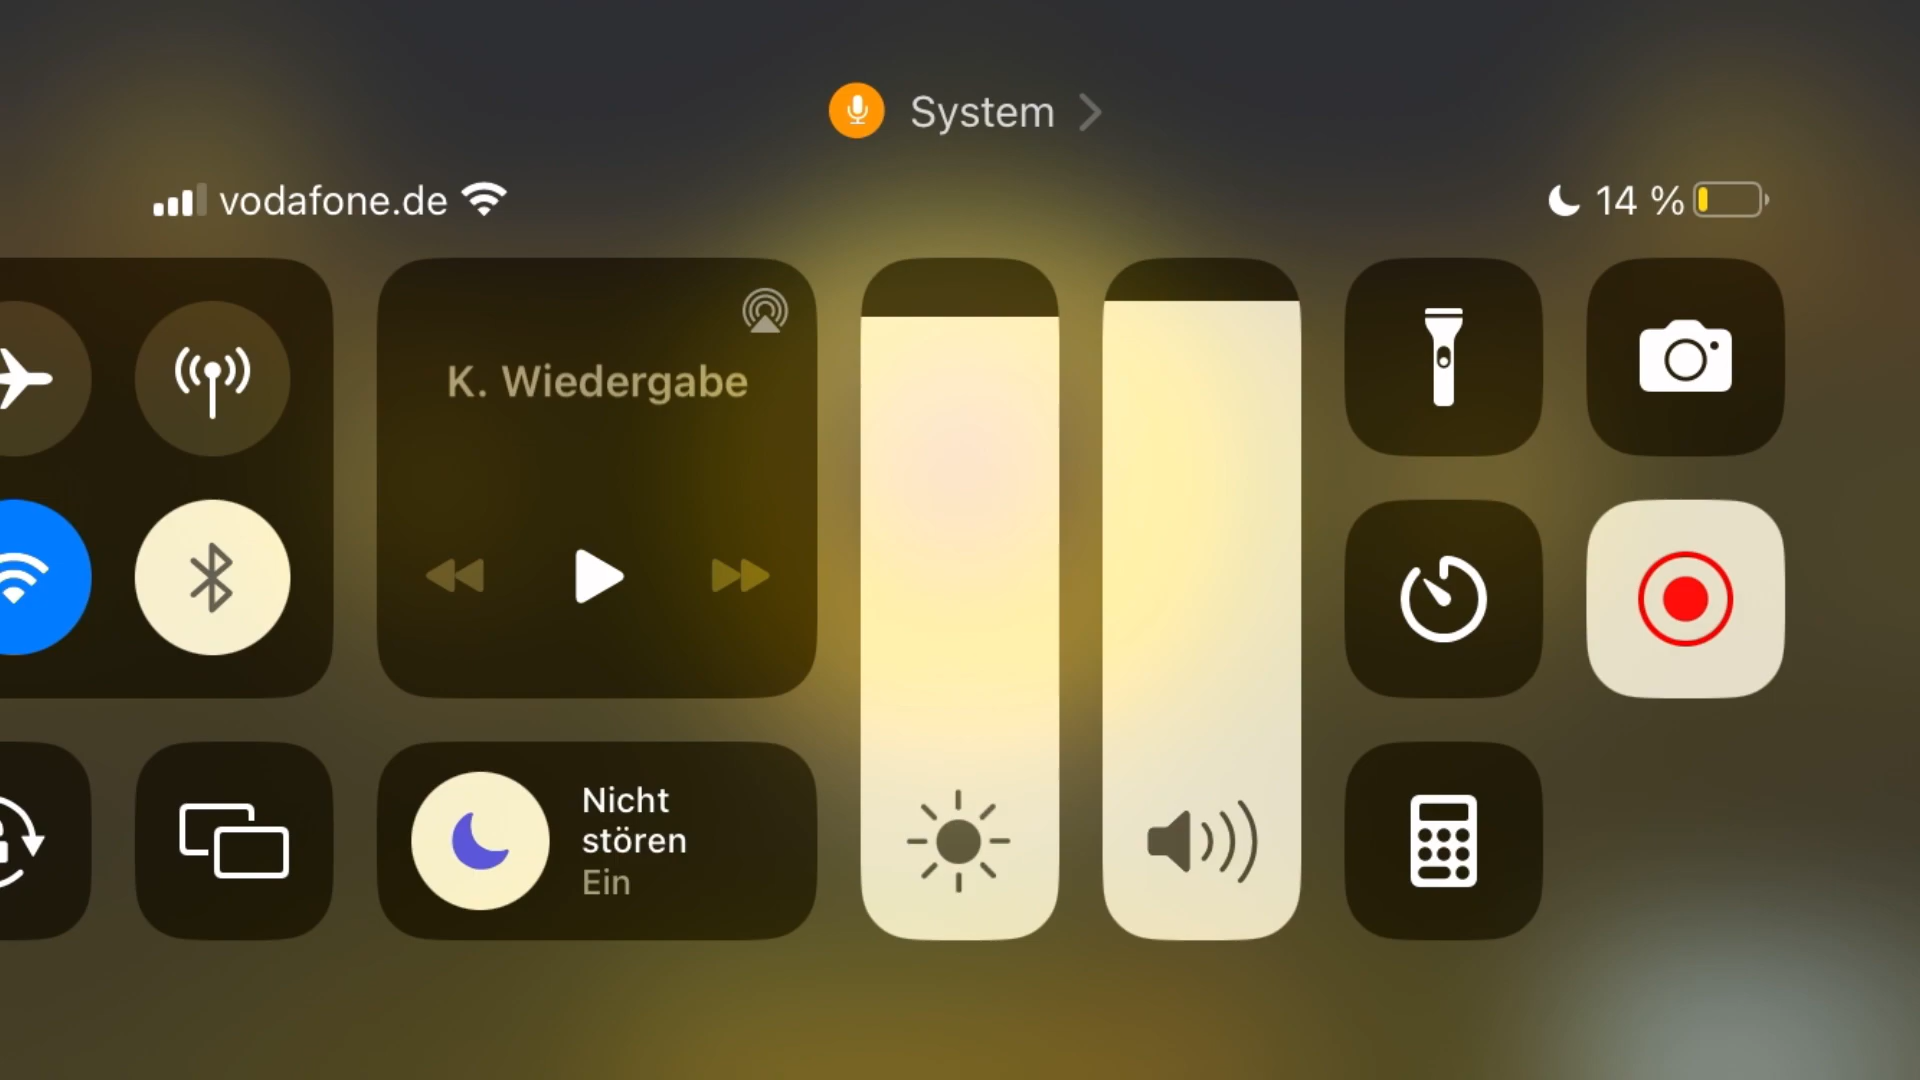 System
vodafone.de
14 %
K. Wiedergabe
Nicht
stören
Ein